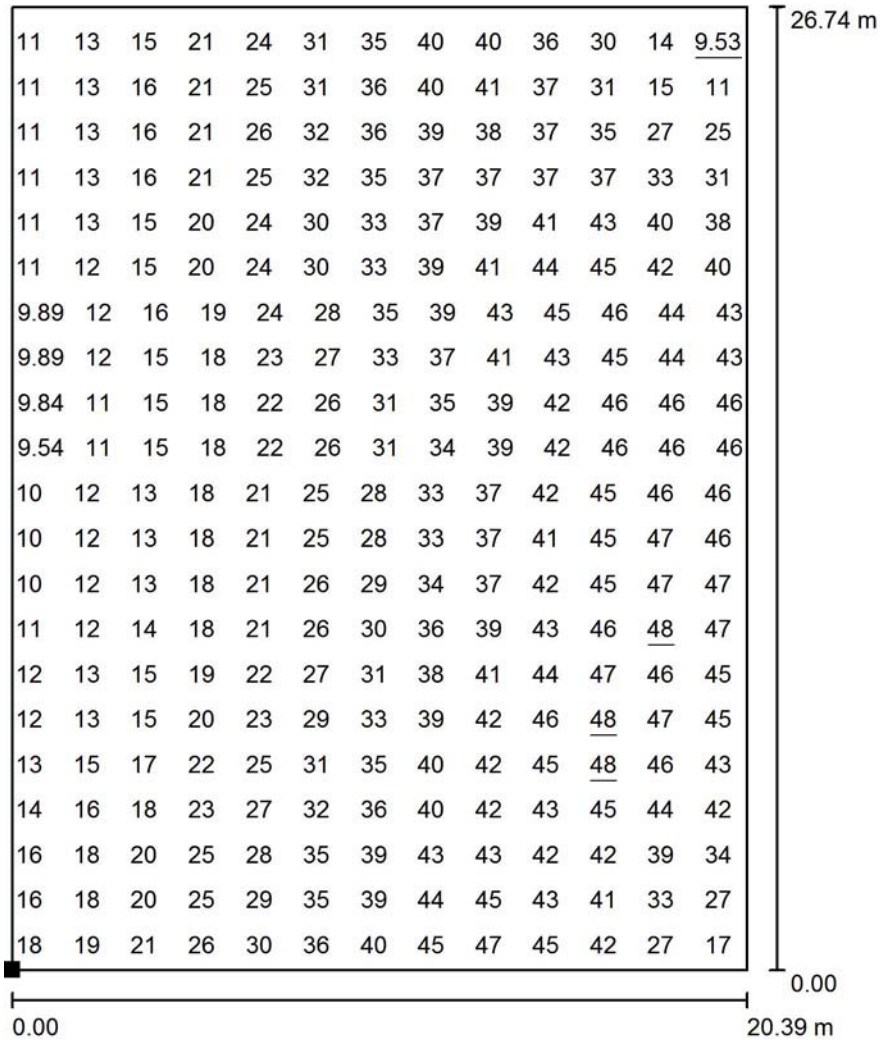 26.74 m
11 13 15 21 24 31 35 40 40 36 30 14 9.53
11 13 16 21 25 31 36 40 41 37 31 15 11
11 13 16 21 26 32 36 39 38 37 35 27 25
11 13 16 21 25 32 35 37 37 37 37 33 31
11 13 15 20 24 30 33 37 39 41 43 40 38
11 12 15 20 24 30 33 39 41 44 45 42 40
9.89 12 16 19 24 28 35 39 43 45 46 44 43
9.89 12 15 18 23 27 33 37 41 43 45 44 43
9.84 11 15 18 22 26 31 35 39 42 46 46 46
9.54 11 15 18 22 26 31 34 39 42 46 46 46
10 12 13 18 21 25 28 33 37 42 45 46 46
10 12 13 18 21 25 28 33 37 41 45 47 46
10 12 13 18 21 26 29 34 37 42 45 47 47
11 12 14 18 21 26 30 36 39 43 46 48 47
12 13 15 19 22 27 31 38 41 44 47 46 45
12 13 15 20 23 29 33 39 42 46 48 47 45
13 15 17 22 25 31 35 40 42 45 48 46 43
14 16 18 23 27 32 36 40 42 43 45 44 42
16 18 20 25 28 35 39 43 43 42 42 39 34
16 18 20 25 29 35 39 44 45 43 41 33 27
18 19 21 26 30 36 40 45 47 45 42 27 17
0.00
0.00 20.39 m